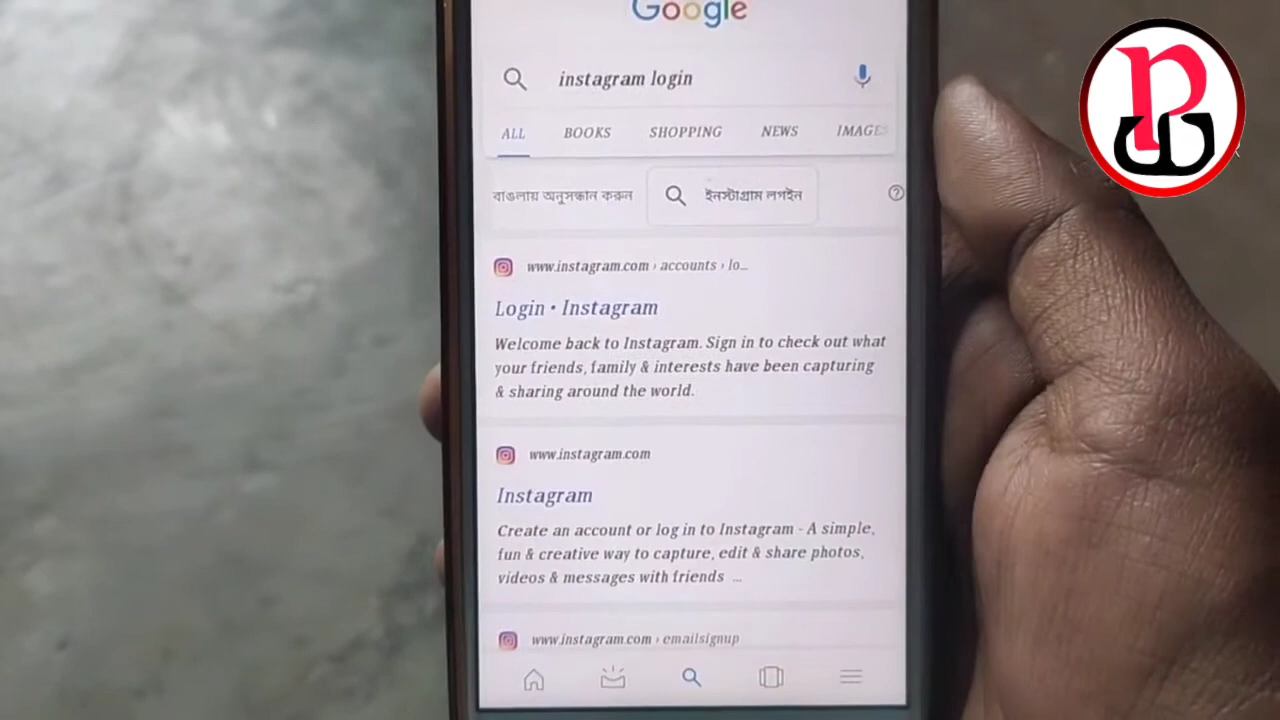 Google
instagram login
ALL BOOKS SHOPPING NEWS IMAGES
বাঙলায় অনুসন্ধান করুন ইনস্টাগ্রাম লগইন
www.instagram.com › accounts › lo...
Login • Instagram
Welcome back to Instagram. Sign in to check out what
your friends, family & interests have been capturing
& sharing around the world.
www.instagram.com
Instagram
Create an account or log in to Instagram - A simple,
fun & creative way to capture, edit & share photos,
videos & messages with friends ...
www.instagram.com › emailsignup